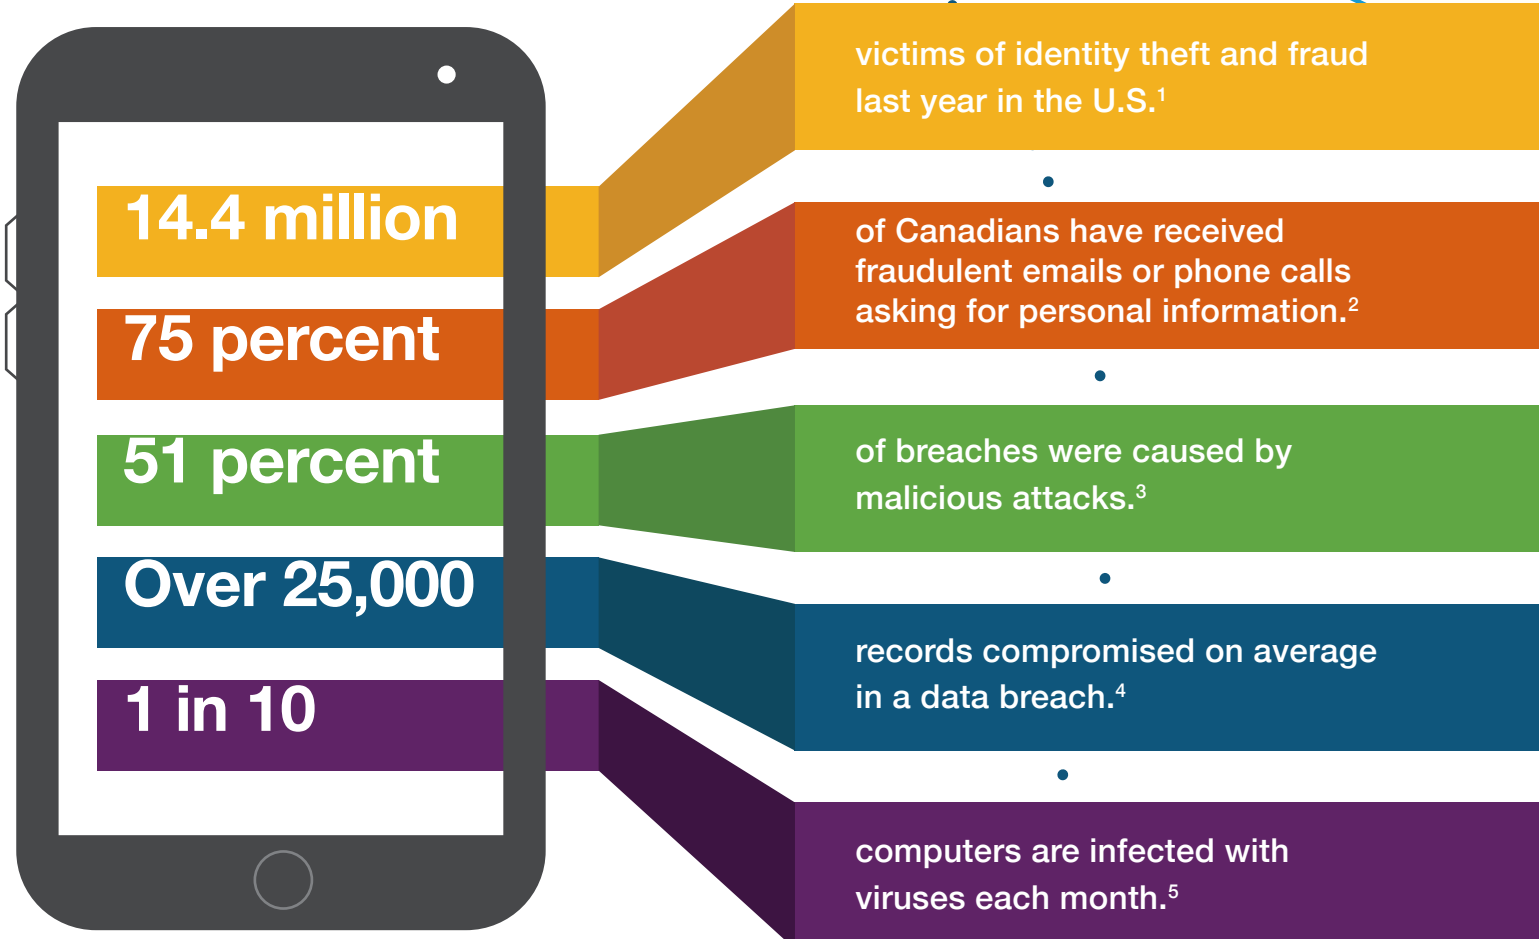 14.4 million
victims of identity theft and fraud
last year in the U.S.¹
75 percent
of Canadians have received
fraudulent emails or phone calls
asking for personal information.²
51 percent
of breaches were caused by
malicious attacks.³
Over 25,000
records compromised on average
in a data breach.⁴
1 in 10
computers are infected with
viruses each month.⁵